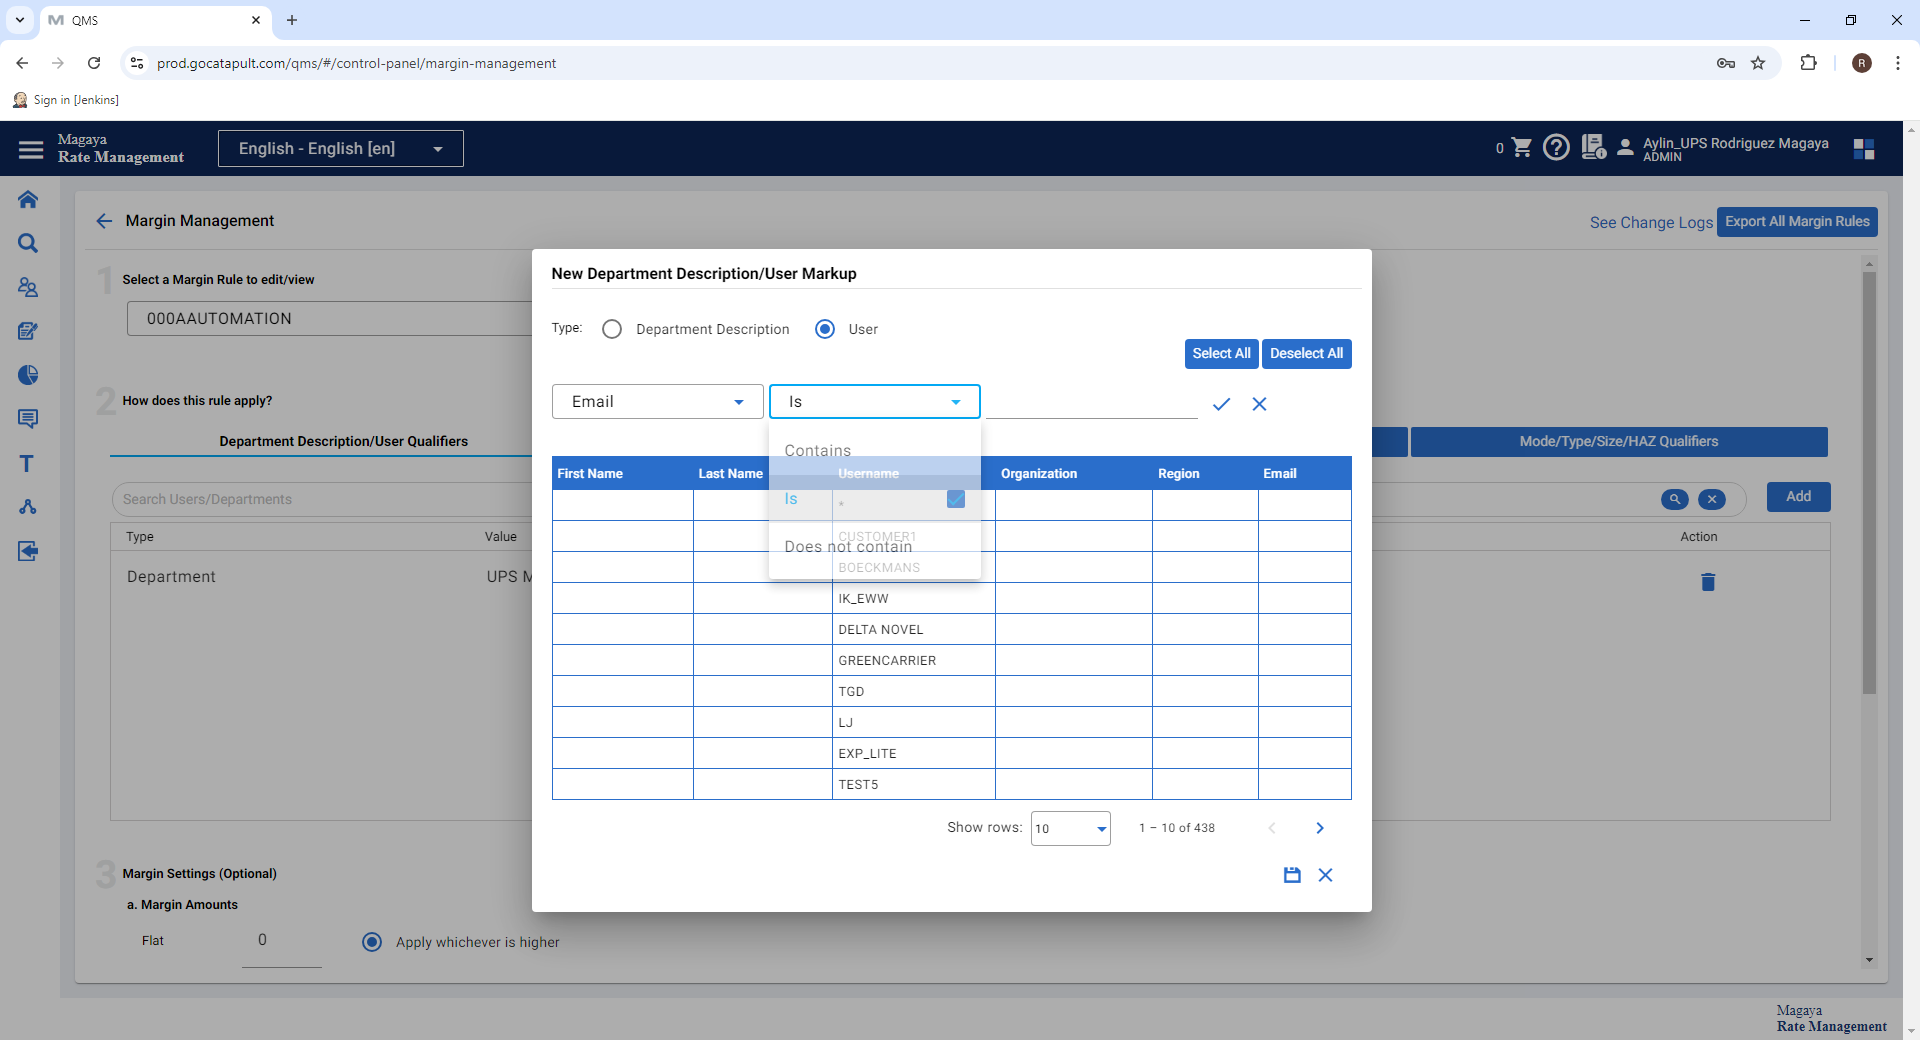 QMS
prod.gocatapult.com/qms/#/control-panel/margin-management
R
Sign in [Jenkins]
Magaya
Rate Management
English - English [en]
0
Aylin_UPS Rodriguez Magaya
ADMIN
Margin Management
See Change Logs
Export All Margin Rules
1
Select a Margin Rule to edit/view
000AAUTOMATION
2
How does this rule apply?
Department Description/User Qualifiers
Mode/Type/Size/HAZ Qualifiers
Search Users/Departments
Add
Type
Value
Action
Department
UPS M
New Department Description/User Markup
Type:
Department Description
User
Select All
Deselect All
Email
Is
Contains
Is
Does not contain
First Name
Last Name
Username
Organization
Region
Email
*
CUSTOMER1
BOECKMANS
IK_EWW
DELTA NOVEL
GREENCARRIER
TGD
LJ
EXP_LITE
TEST5
Show rows:
10
1 – 10 of 438
3
Margin Settings (Optional)
a. Margin Amounts
Flat
0
Apply whichever is higher
Magaya
Rate Management